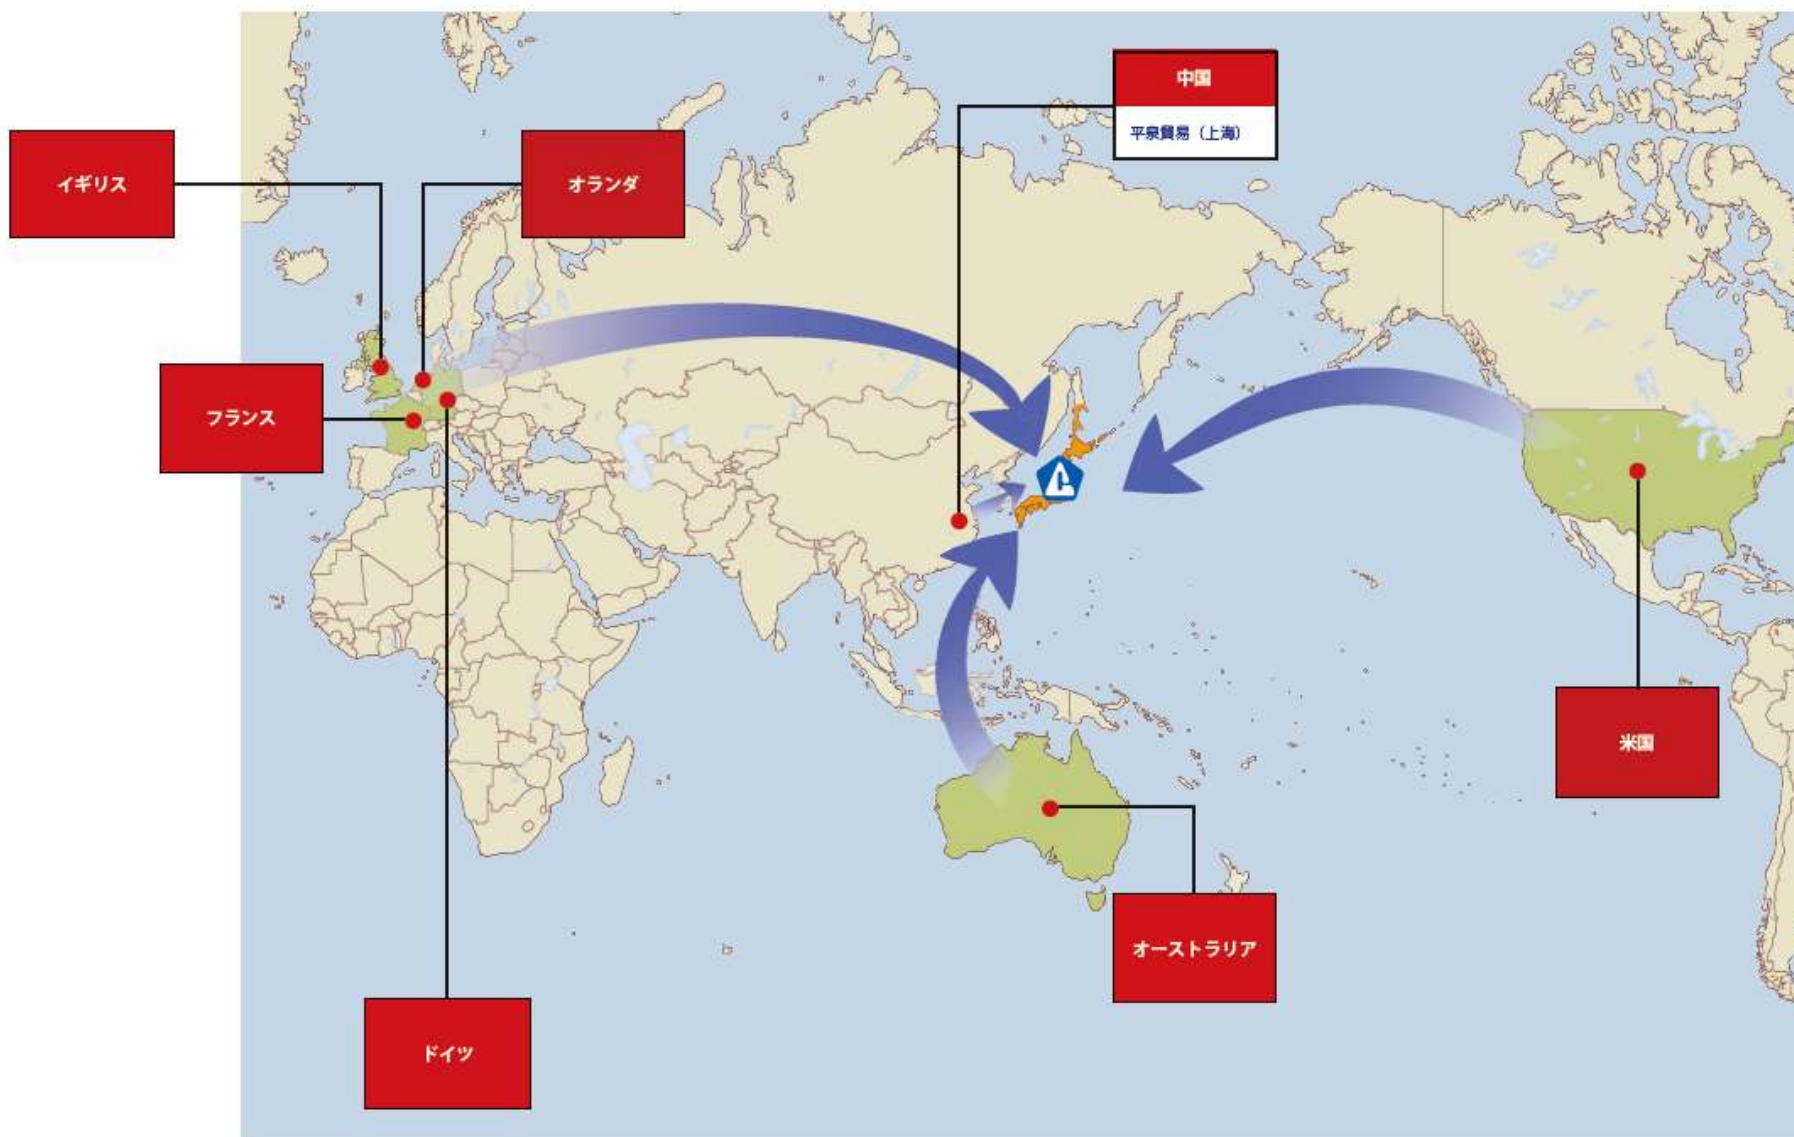 中国
平泉貿易（上海）
イギリス
オランダ
フランス
米国
オーストラリア
ドイツ